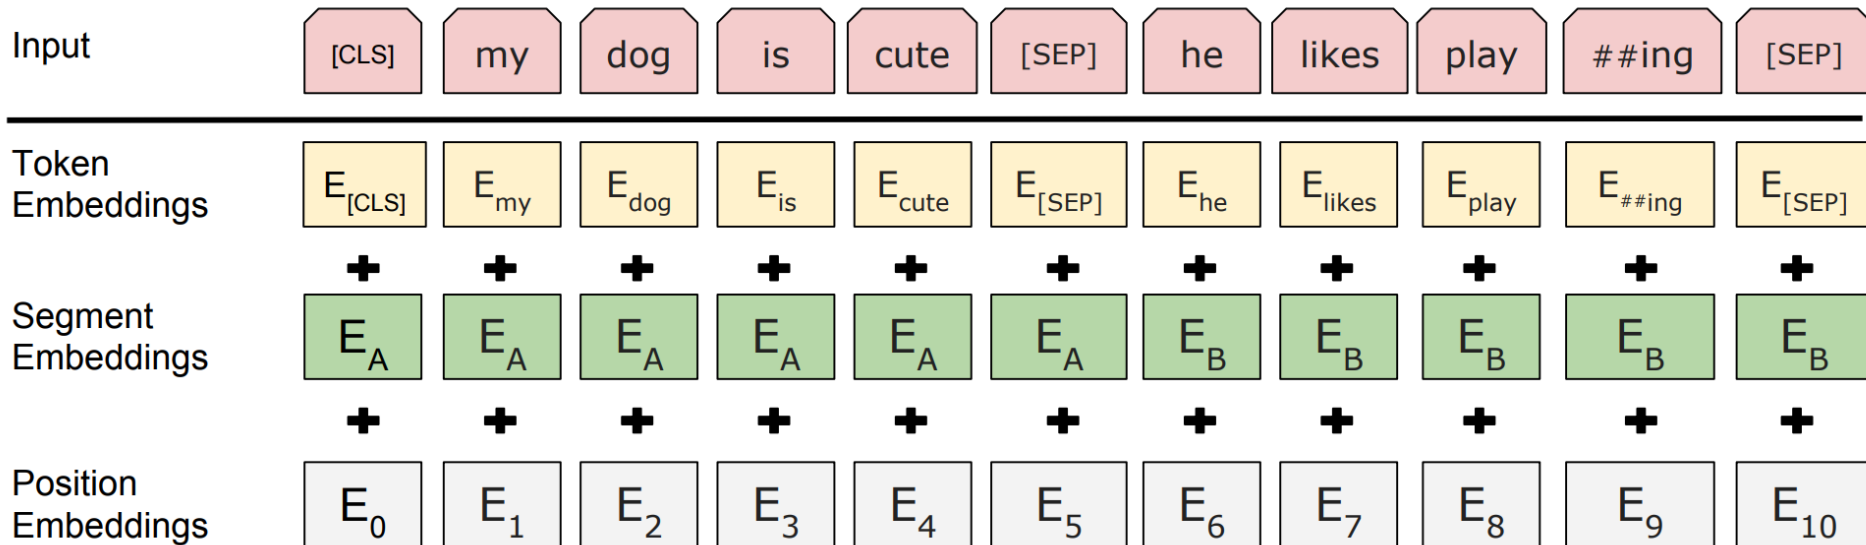 Input [CLS] my dog is cute [SEP] he likes play ##ing [SEP]
Token Embeddings E[CLS] Emy Edog Eis Ecute E[SEP] Ehe Elikes Eplay E##ing E[SEP]
+ + + + + + + + + + +
Segment Embeddings EA EA EA EA EA EA EB EB EB EB EB
+ + + + + + + + + + +
Position Embeddings E0 E1 E2 E3 E4 E5 E6 E7 E8 E9 E10